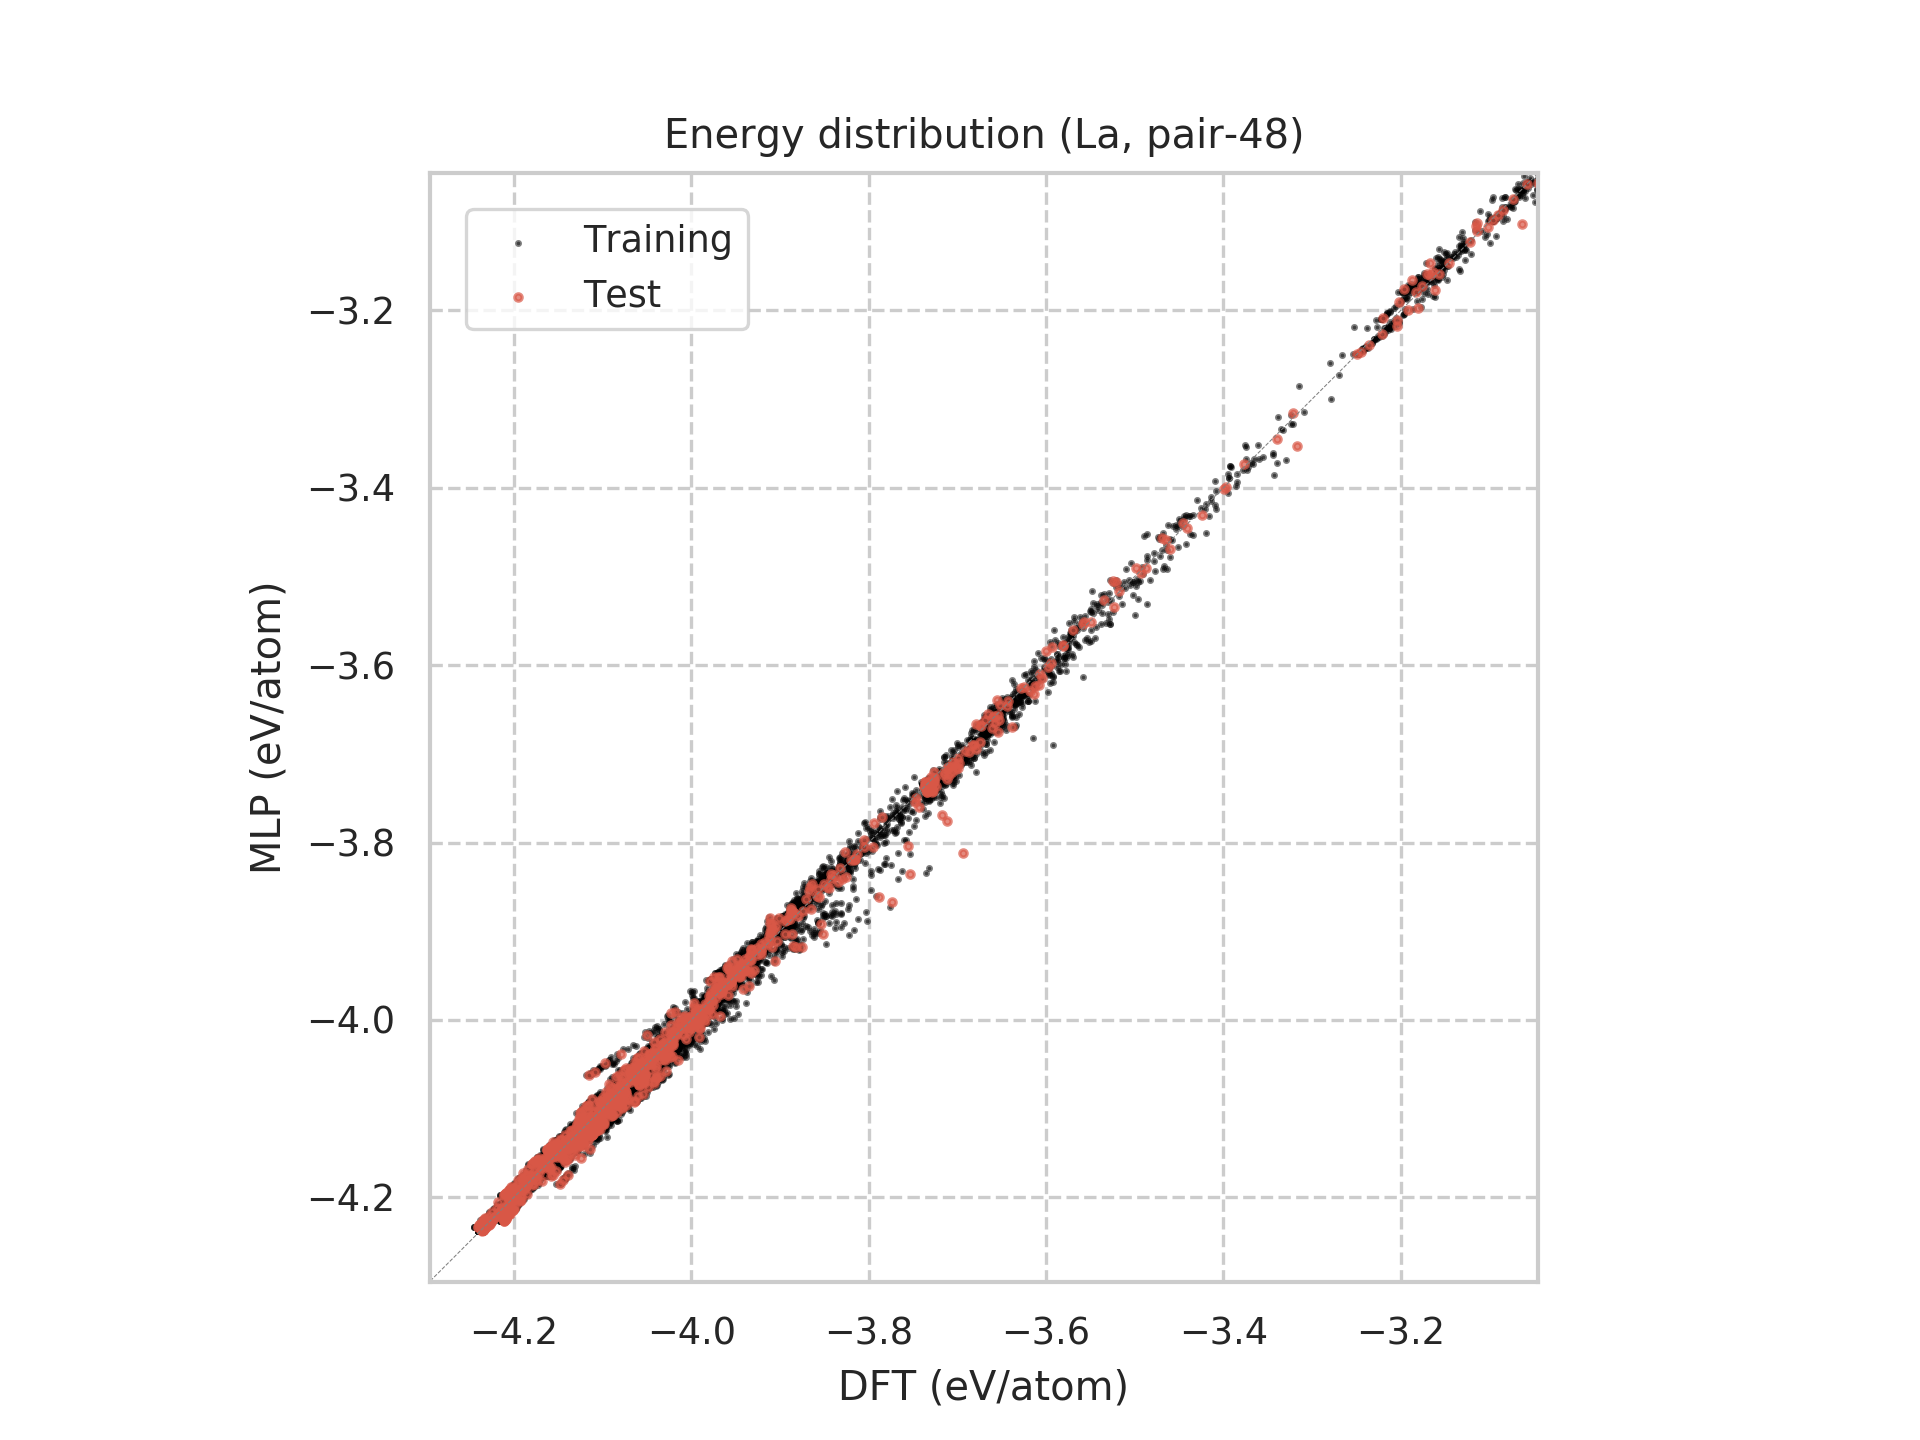 Energy distribution (La, pair-48)
Training
Test
−3.2
−3.4
−3.6
−3.8
−4.0
−4.2
MLP (eV/atom)
−4.2 −4.0 −3.8 −3.6 −3.4 −3.2
DFT (eV/atom)